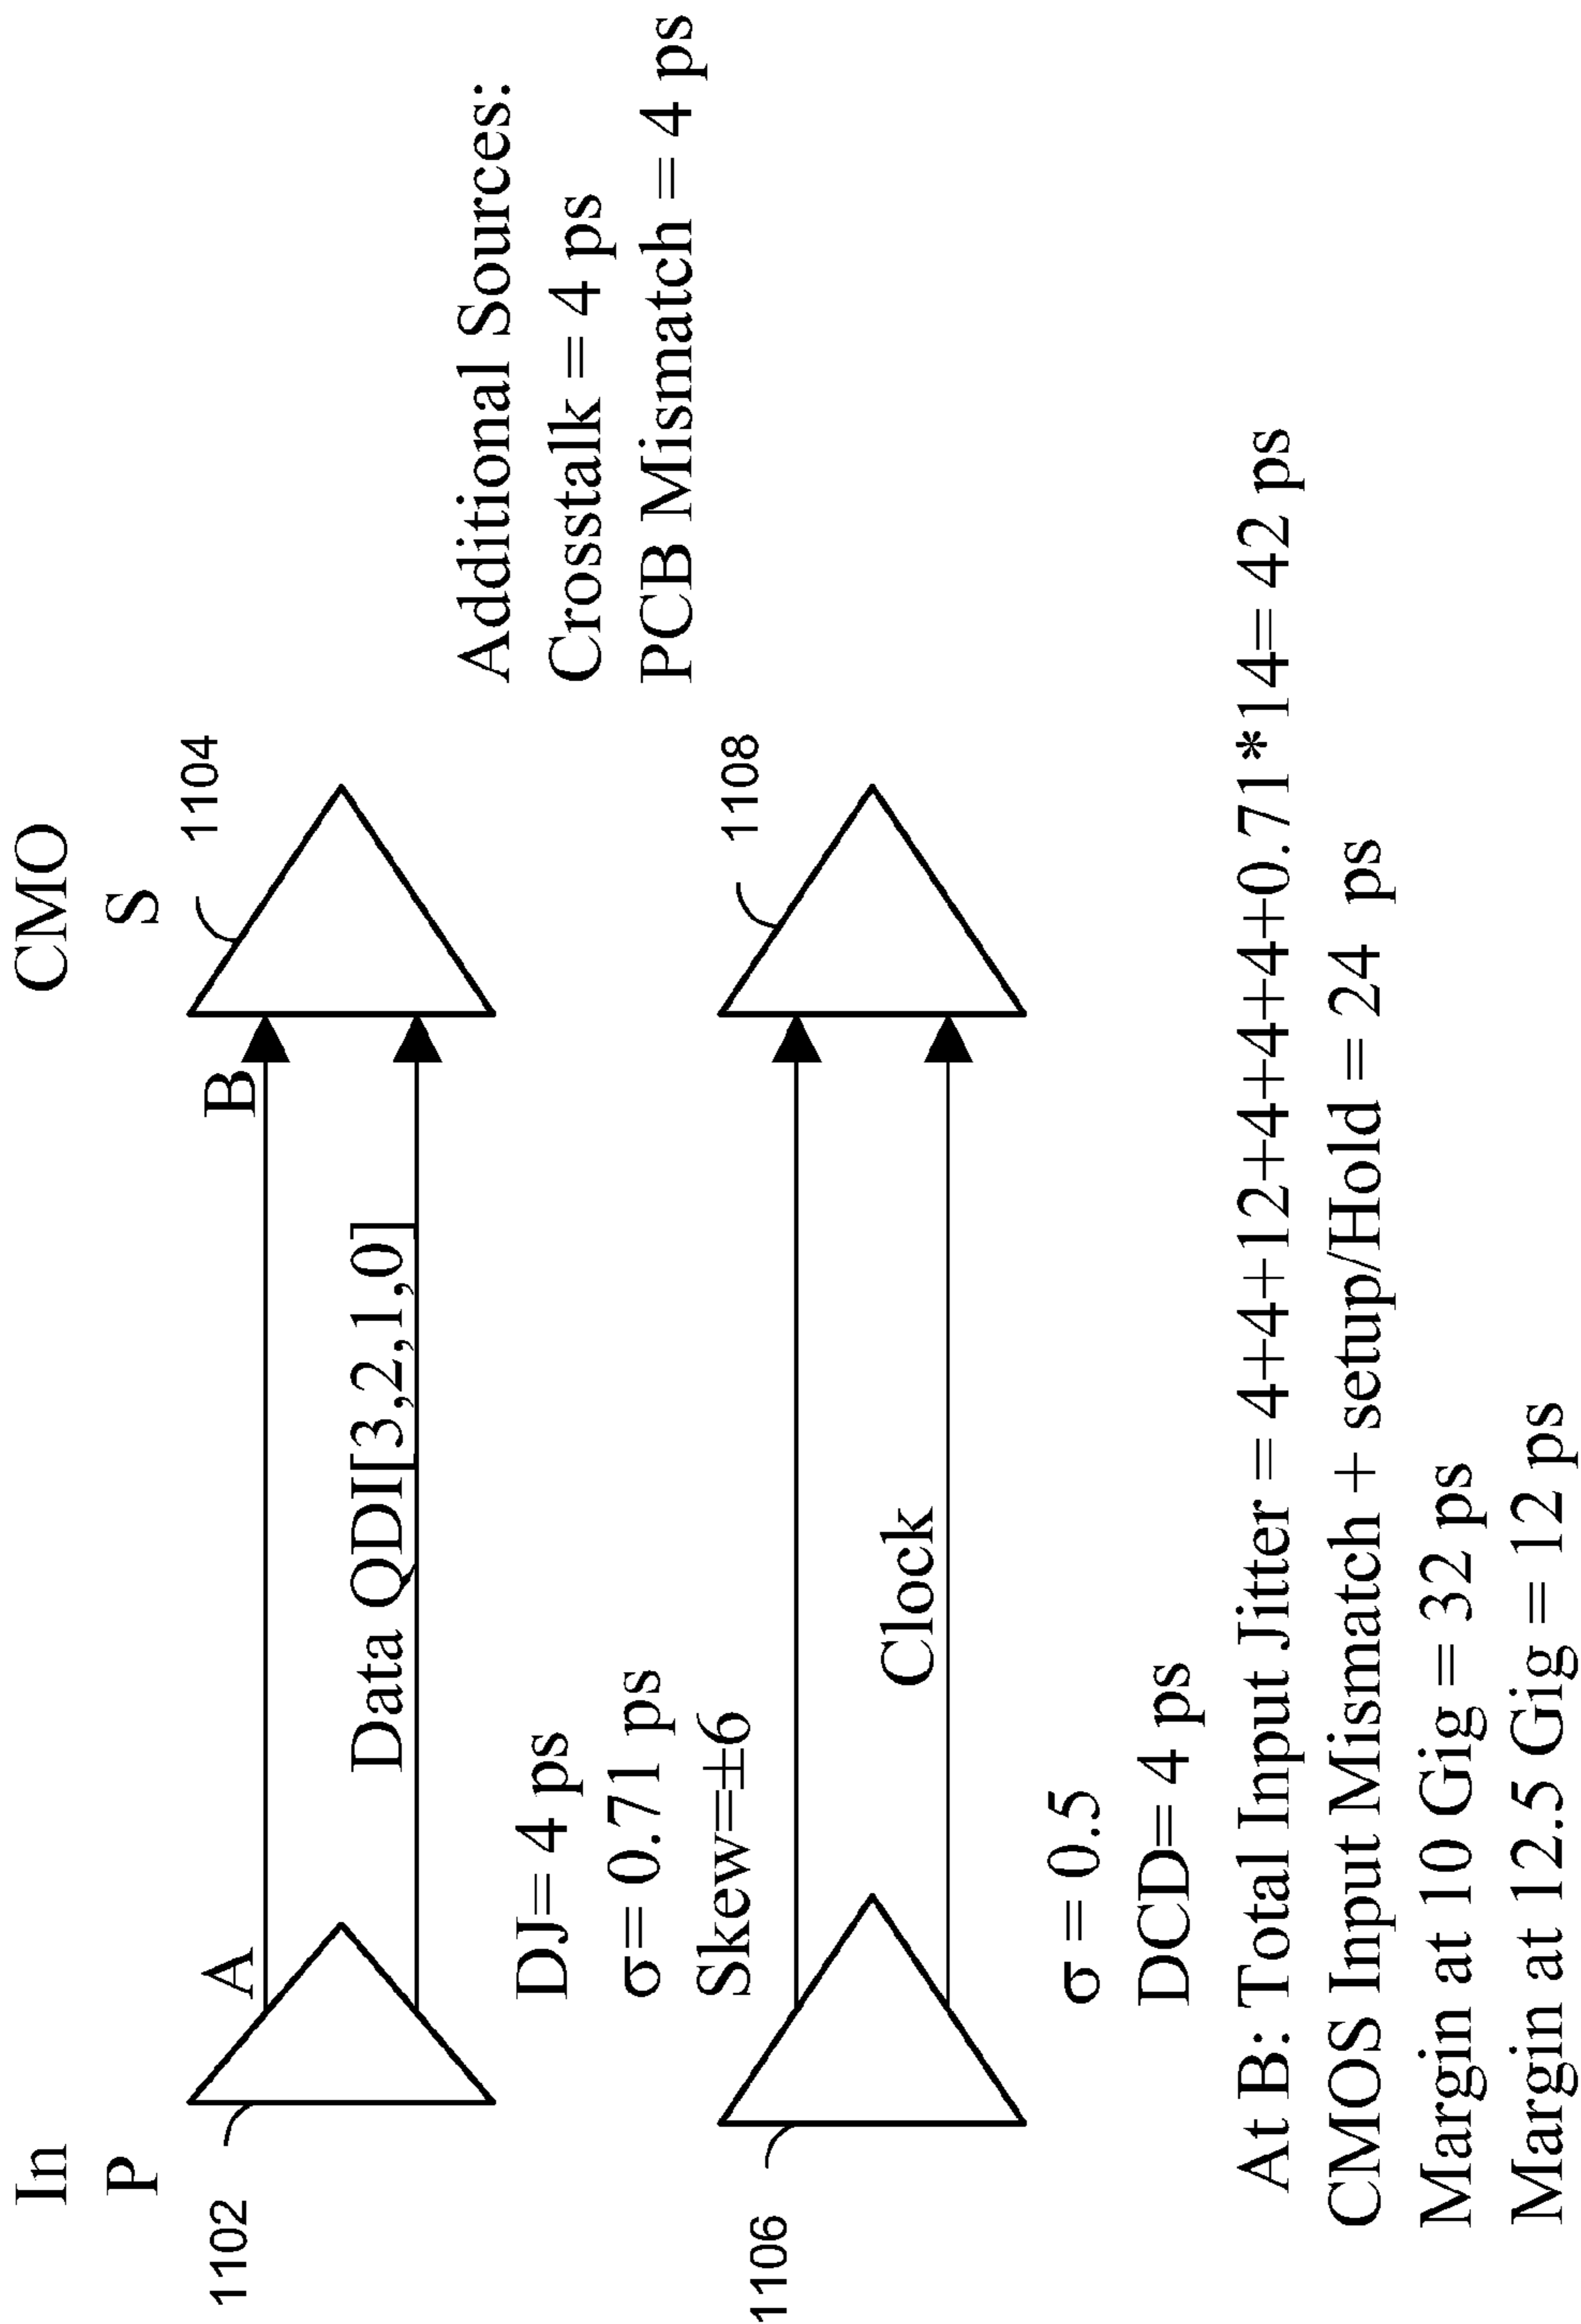 In
P
CMO
S
1102
A
B
1104
Data QDI[3,2,1,0]
DJ= 4 ps
σ= 0.71 ps
Skew=±6
Additional Sources:
Crosstalk = 4 ps
PCB Mismatch = 4 ps
1106
1108
Clock
σ = 0.5
DCD= 4 ps
At B: Total Input Jitter = 4+4+12+4+4+4+0.71*14= 42 ps
CMOS Input Mismatch + setup/Hold = 24 ps
Margin at 10 Gig = 32 ps
Margin at 12.5 Gig = 12 ps